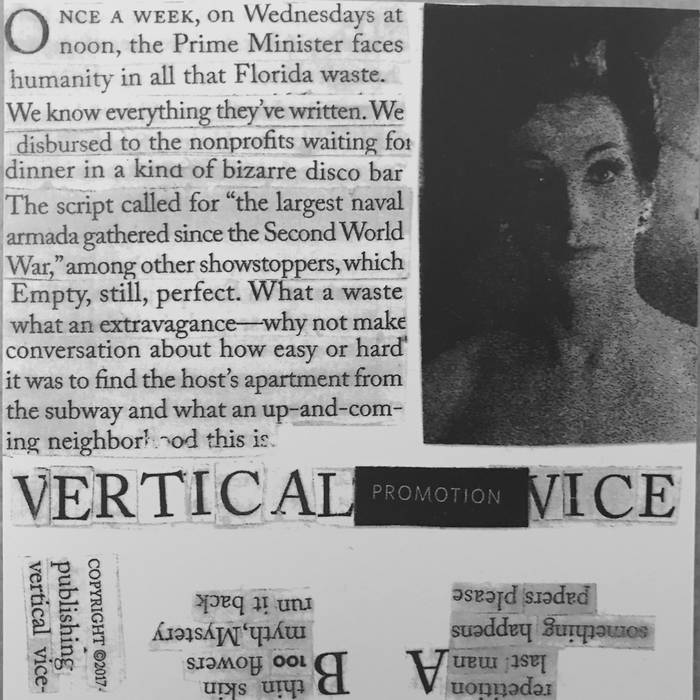 ONCE A WEEK, on Wednesdays at
noon, the Prime Minister faces
humanity in all that Florida waste.
We know everything they've written. We
disbursed to the nonprofits waiting for
dinner in a kind of bizarre disco bar
The script called for “the largest naval
armada gathered since the Second World
War,” among other showstoppers, which
Empty, still, perfect. What a waste
what an extravagance—why not make
conversation about how easy or hard
it was to find the host's apartment from
the subway and what an up-and-com-
ing neighborhood this is
VERTICAL PROMOTION VICE
COPYRIGHT ©2017-
publishing
vertical vice-
A
repetition
last man
something happens
papers please
B
thin skin
100 flowers
myth,Mystery
run it back